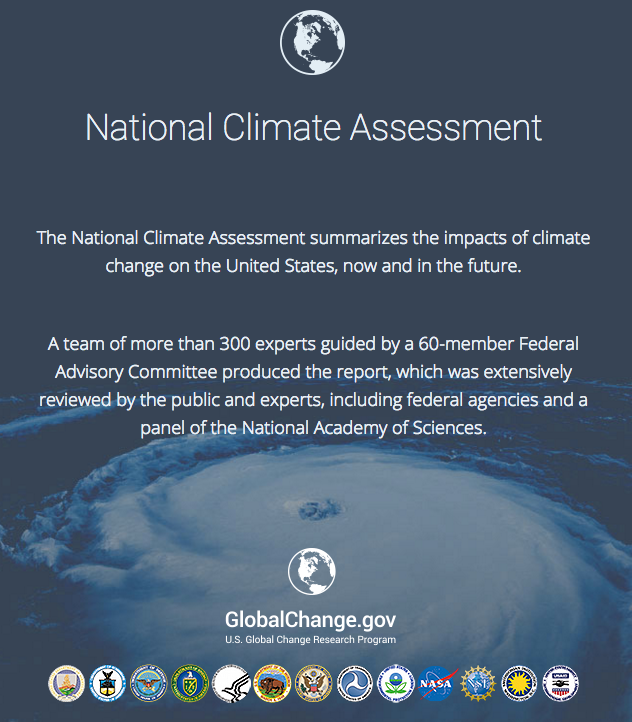 National Climate Assessment
The National Climate Assessment summarizes the impacts of climate
change on the United States, now and in the future.
A team of more than 300 experts guided by a 60-member Federal
Advisory Committee produced the report, which was extensively
reviewed by the public and experts, including federal agencies and a
panel of the National Academy of Sciences.
GlobalChange.gov
U.S. Global Change Research Program
NASA
NSF
USAID